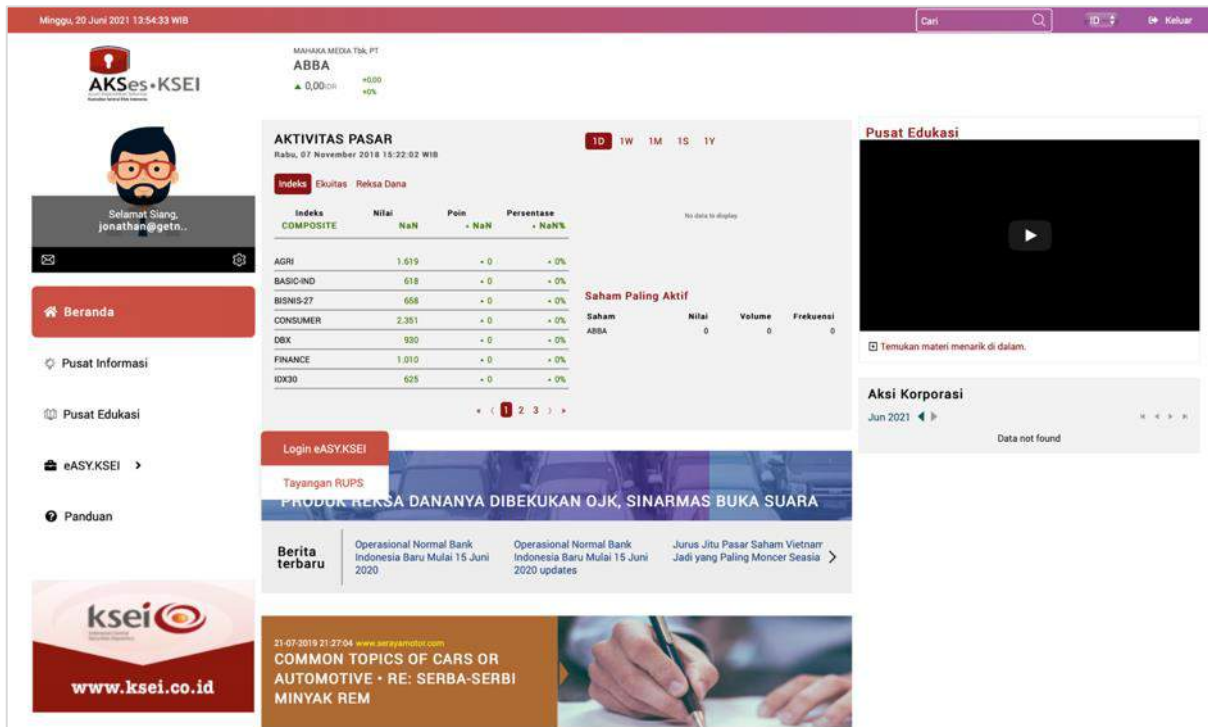 Minggu, 20 Juni 2021 13:54:33 WIB
Cari
ID
Keluar
AKSes•KSEI
MAHAKA MEDIA Tbk, PT
ABBA
▲ 0,00 IDR
+0,00
+0%
Selamat Siang,
jonathan@getn..
Beranda
Pusat Informasi
Pusat Edukasi
eASY.KSEI >
Panduan
Login eASY.KSEI
Tayangan RUPS
ksei
www.ksei.co.id
AKTIVITAS PASAR
Rabu, 07 November 2018 15:22:02 WIB
1D 1W 1M 1S 1Y
Indeks Ekuitas Reksa Dana
Indeks Nilai Poin Persentase
COMPOSITE NaN NaN NaN%
AGRI 1.619 0 0%
BASIC-IND 618 0 0%
BISNIS-27 658 0 0%
CONSUMER 2.351 0 0%
DBX 930 0 0%
FINANCE 1.010 0 0%
IDX30 625 0 0%
« ‹ 1 2 3 › »
No data to display
Saham Paling Aktif
Saham Nilai Volume Frekuensi
ABBA 0 0 0
PRODUK REKSA DANANYA DIBEKUKAN OJK, SINARMAS BUKA SUARA
Berita
terbaru
Operasional Normal Bank
Indonesia Baru Mulai 15 Juni
2020
Operasional Normal Bank
Indonesia Baru Mulai 15 Juni
2020 updates
Jurus Jitu Pasar Saham Vietnam
Jadi yang Paling Moncer Seasia
21-07-2019 21:27:04 www.serayamotor.com
COMMON TOPICS OF CARS OR
AUTOMOTIVE • RE: SERBA-SERBI
MINYAK REM
Pusat Edukasi
Temukan materi menarik di dalam.
Aksi Korporasi
Jun 2021
Data not found